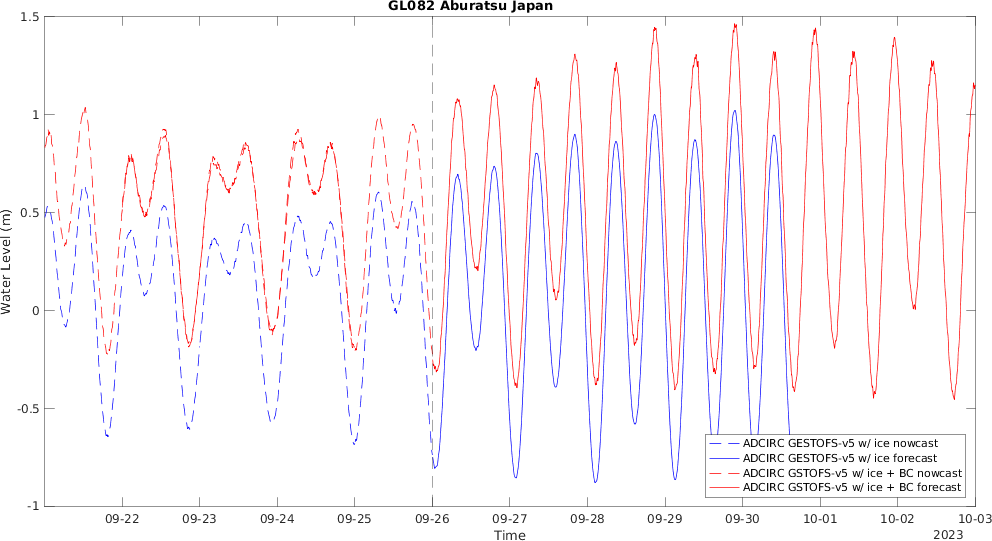 GL082 Aburatsu Japan
1.5
1
0.5
0
-0.5
-1
Water Level (m)
09-22 09-23 09-24 09-25 09-26 09-27 09-28 09-29 09-30 10-01 10-02 10-03
Time
2023
ADCIRC GESTOFS-v5 w/ ice nowcast
ADCIRC GESTOFS-v5 w/ ice forecast
ADCIRC GSTOFS-v5 w/ ice + BC nowcast
ADCIRC GSTOFS-v5 w/ ice + BC forecast